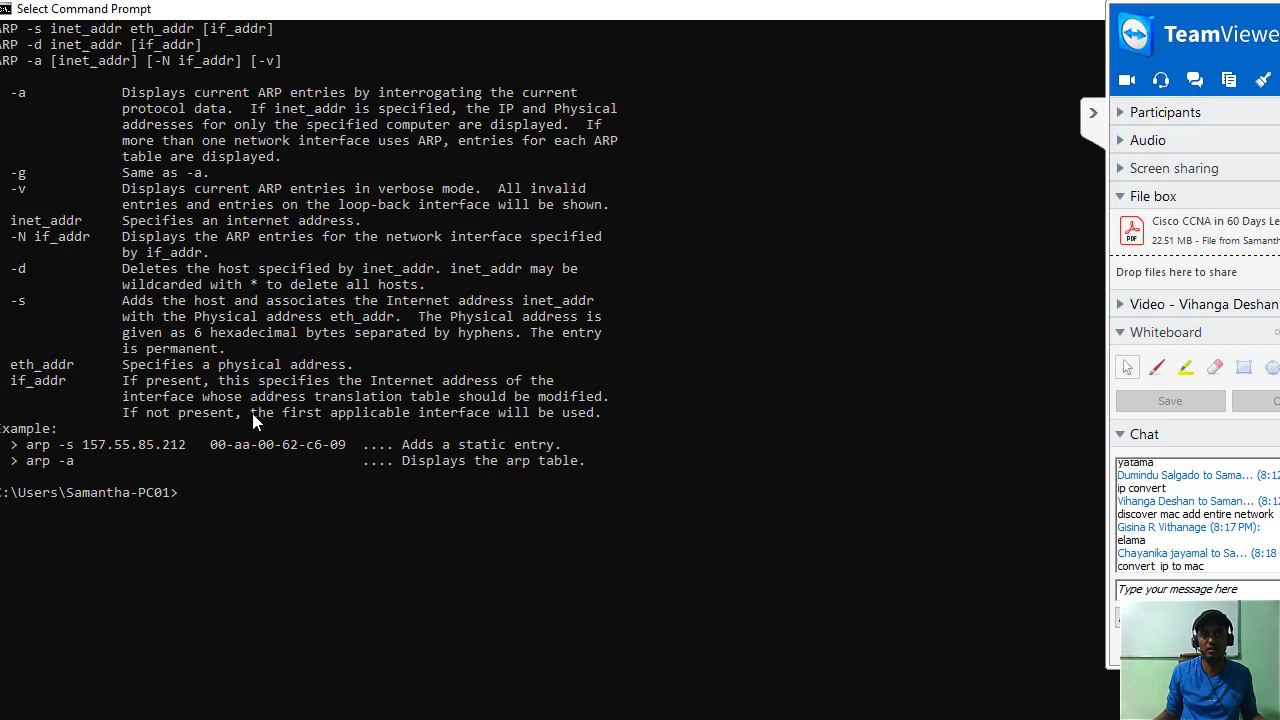 Select Command Prompt
ARP -s inet_addr eth_addr [if_addr]
ARP -d inet_addr [if_addr]
ARP -a [inet_addr] [-N if_addr] [-v]
-a Displays current ARP entries by interrogating the current
protocol data. If inet_addr is specified, the IP and Physical
addresses for only the specified computer are displayed. If
more than one network interface uses ARP, entries for each ARP
table are displayed.
-g Same as -a.
-v Displays current ARP entries in verbose mode. All invalid
entries and entries on the loop-back interface will be shown.
inet_addr Specifies an internet address.
-N if_addr Displays the ARP entries for the network interface specified
by if_addr.
-d Deletes the host specified by inet_addr. inet_addr may be
wildcarded with * to delete all hosts.
-s Adds the host and associates the Internet address inet_addr
with the Physical address eth_addr. The Physical address is
given as 6 hexadecimal bytes separated by hyphens. The entry
is permanent.
eth_addr Specifies a physical address.
if_addr If present, this specifies the Internet address of the
interface whose address translation table should be modified.
If not present, the first applicable interface will be used.
Example:
> arp -s 157.55.85.212 00-aa-00-62-c6-09 .... Adds a static entry.
> arp -a .... Displays the arp table.
C:\Users\Samantha-PC01>
TeamViewer
Participants
Audio
Screen sharing
File box
Cisco CCNA in 60 Days Le
22.51 MB - File from Samanth
PDF
Drop files here to share
Video - Vihanga Deshan
Whiteboard
Save
C
Chat
yatama
Dumindu Salgado to Sama... (8:12
ip convert
Vihanga Deshan to Saman... (8:12
discover mac add entire network
Gisina R Vithanage (8:17 PM):
elama
Chayanika jayamal to Sa... (8:18
convert ip to mac
Type your message here